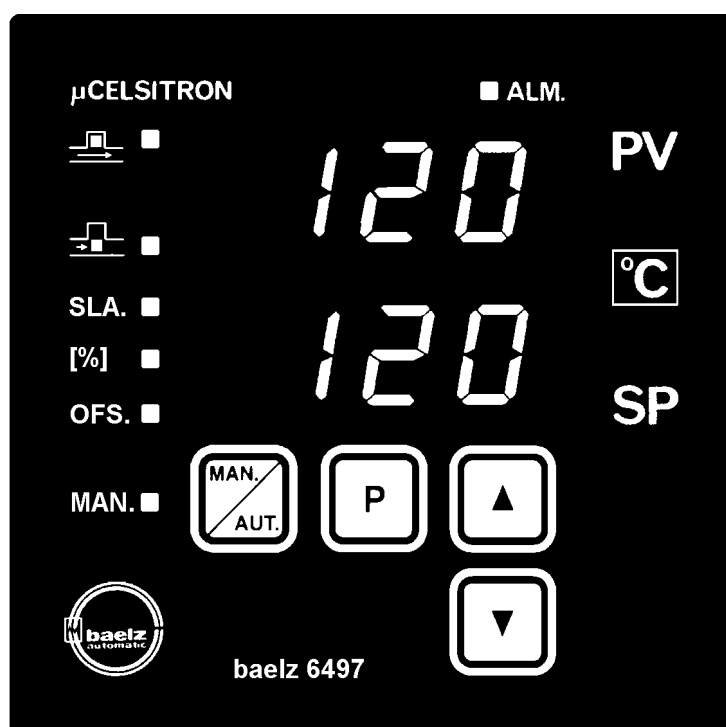 µCELSITRON
ALM.
120
PV
°C
SLA.
120
[%]
OFS.
SP
MAN.
MAN.
AUT.
P
baelz
automatic
baelz 6497